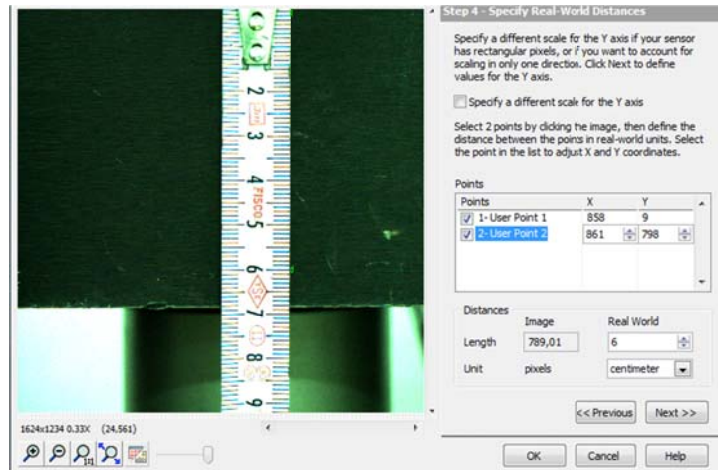 Step 4 - Specify Real-World Distances
Specify a different scale for the Y axis if your sensor
has rectangular pixels, or if you want to account for
scaling in only one direction. Click Next to define
values for the Y axis.
Specify a different scale for the Y axis
Select 2 points by clicking he image, then define the
distance between the points in real-world units. Select
the point in the list to adjust X and Y coordinates.
Points
Points X Y
1- User Point 1 858 9
2- User Point 2 861 798
Distances
Image Real World
Length 789,01 6
Unit pixels centimeter
<< Previous Next >>
OK Cancel Help
2
3
4
FISCO
5
6
7
8
9
1624x1234 0.33X (24,561)
1:1